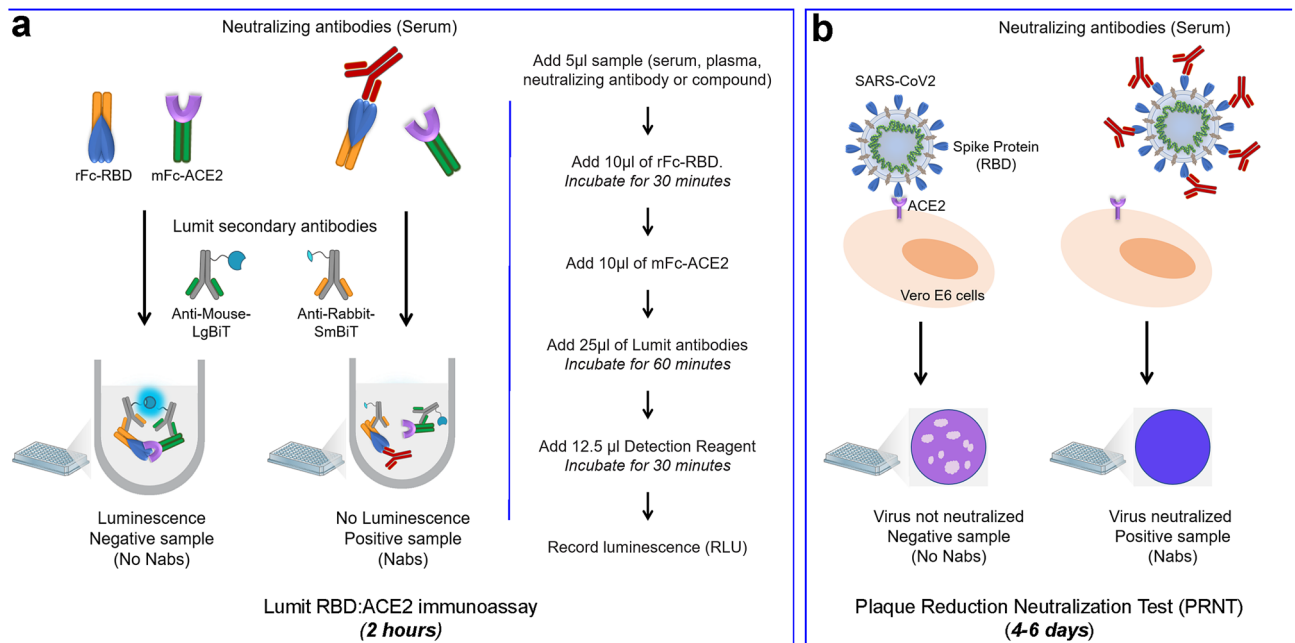 a
Neutralizing antibodies (Serum)
rFc-RBD
mFc-ACE2
Lumit secondary antibodies
Anti-Mouse-
LgBiT
Anti-Rabbit-
SmBiT
Luminescence
Negative sample
(No Nabs)
No Luminescence
Positive sample
(Nabs)
Add 5µl sample (serum, plasma,
neutralizing antibody or compound)
Add 10µl of rFc-RBD.
Incubate for 30 minutes
Add 10µl of mFc-ACE2
Add 25µl of Lumit antibodies
Incubate for 60 minutes
Add 12.5 µl Detection Reagent
Incubate for 30 minutes
Record luminescence (RLU)
Lumit RBD:ACE2 immunoassay
(2 hours)
b
Neutralizing antibodies (Serum)
SARS-CoV2
Spike Protein
(RBD)
ACE2
Vero E6 cells
Virus not neutralized
Negative sample
(No Nabs)
Virus neutralized
Positive sample
(Nabs)
Plaque Reduction Neutralization Test (PRNT)
(4-6 days)